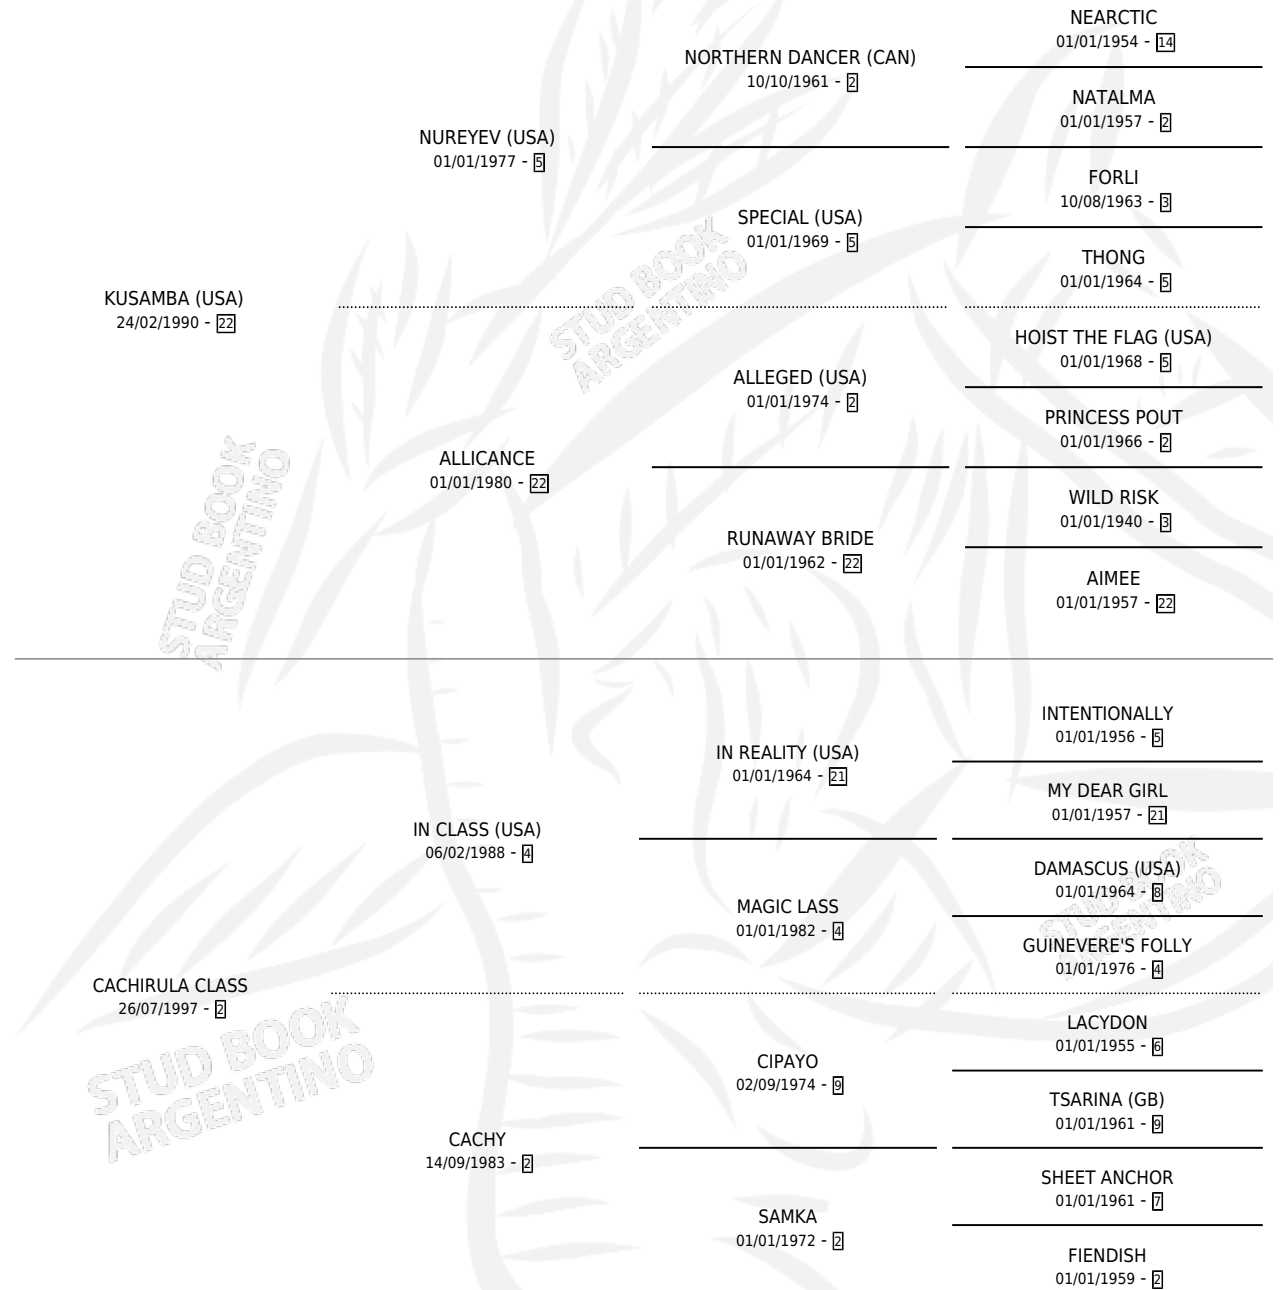 NEARCTIC
01/01/1954 - 14
NORTHERN DANCER (CAN)
10/10/1961 - 2
NATALMA
01/01/1957 - 2
NUREYEV (USA)
01/01/1977 - 5
FORLI
10/08/1963 - 3
SPECIAL (USA)
01/01/1969 - 5
THONG
01/01/1964 - 5
KUSAMBA (USA)
24/02/1990 - 22
HOIST THE FLAG (USA)
01/01/1968 - 5
ALLEGED (USA)
01/01/1974 - 2
PRINCESS POUT
01/01/1966 - 2
ALLICANCE
01/01/1980 - 22
WILD RISK
01/01/1940 - 3
RUNAWAY BRIDE
01/01/1962 - 22
AIMEE
01/01/1957 - 22
STUD BOOK
ARGENTINO
STUD BOOK
ARGENTINO
INTENTIONALLY
01/01/1956 - 5
IN REALITY (USA)
01/01/1964 - 21
MY DEAR GIRL
01/01/1957 - 21
IN CLASS (USA)
06/02/1988 - 4
DAMASCUS (USA)
01/01/1964 - 8
MAGIC LASS
01/01/1982 - 4
GUINEVERE'S FOLLY
01/01/1976 - 4
STUD BOOK
ARGENTINO
CACHIRULA CLASS
26/07/1997 - 2
LACYDON
01/01/1955 - 6
CIPAYO
02/09/1974 - 9
TSARINA (GB)
01/01/1961 - 9
CACHY
14/09/1983 - 2
SHEET ANCHOR
01/01/1961 - 7
SAMKA
01/01/1972 - 2
FIENDISH
01/01/1959 - 2
STUD BOOK
ARGENTINO